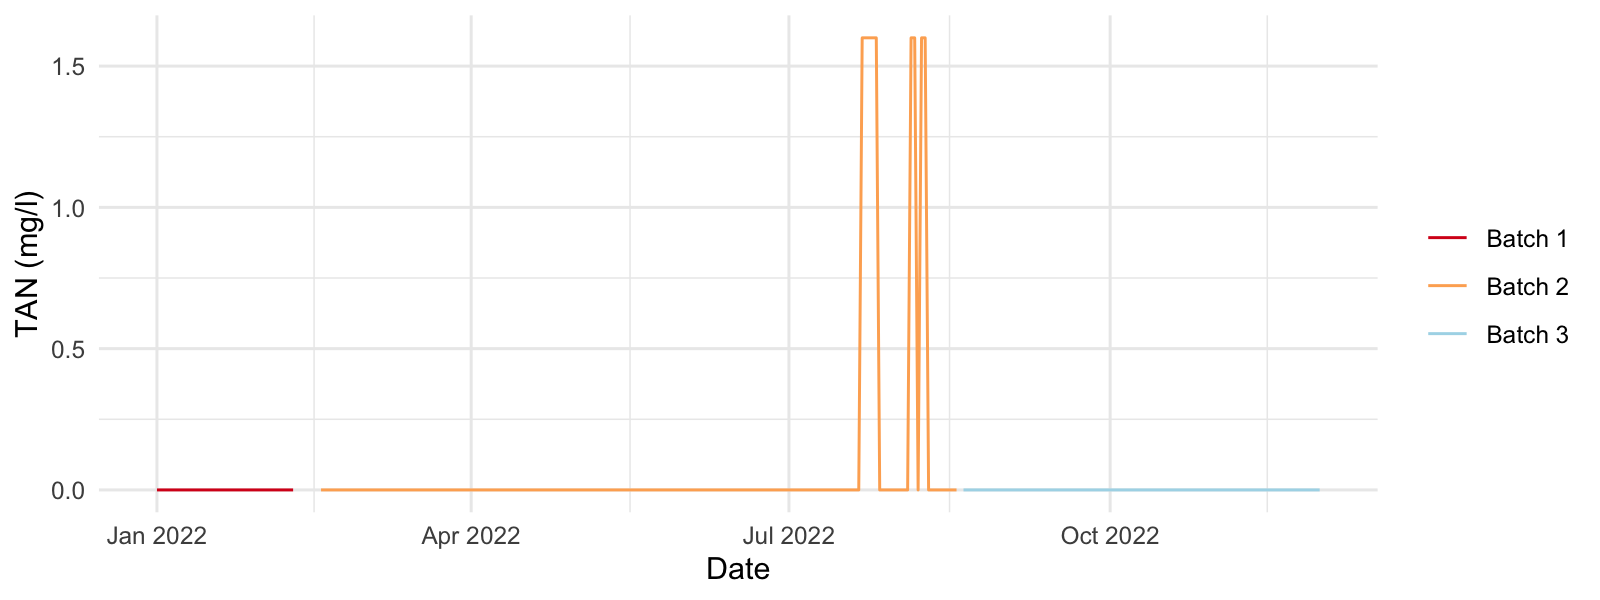 TAN (mg/l)
1.5
1.0
0.5
0.0
Jan 2022
Apr 2022
Jul 2022
Oct 2022
Date
Batch 1
Batch 2
Batch 3